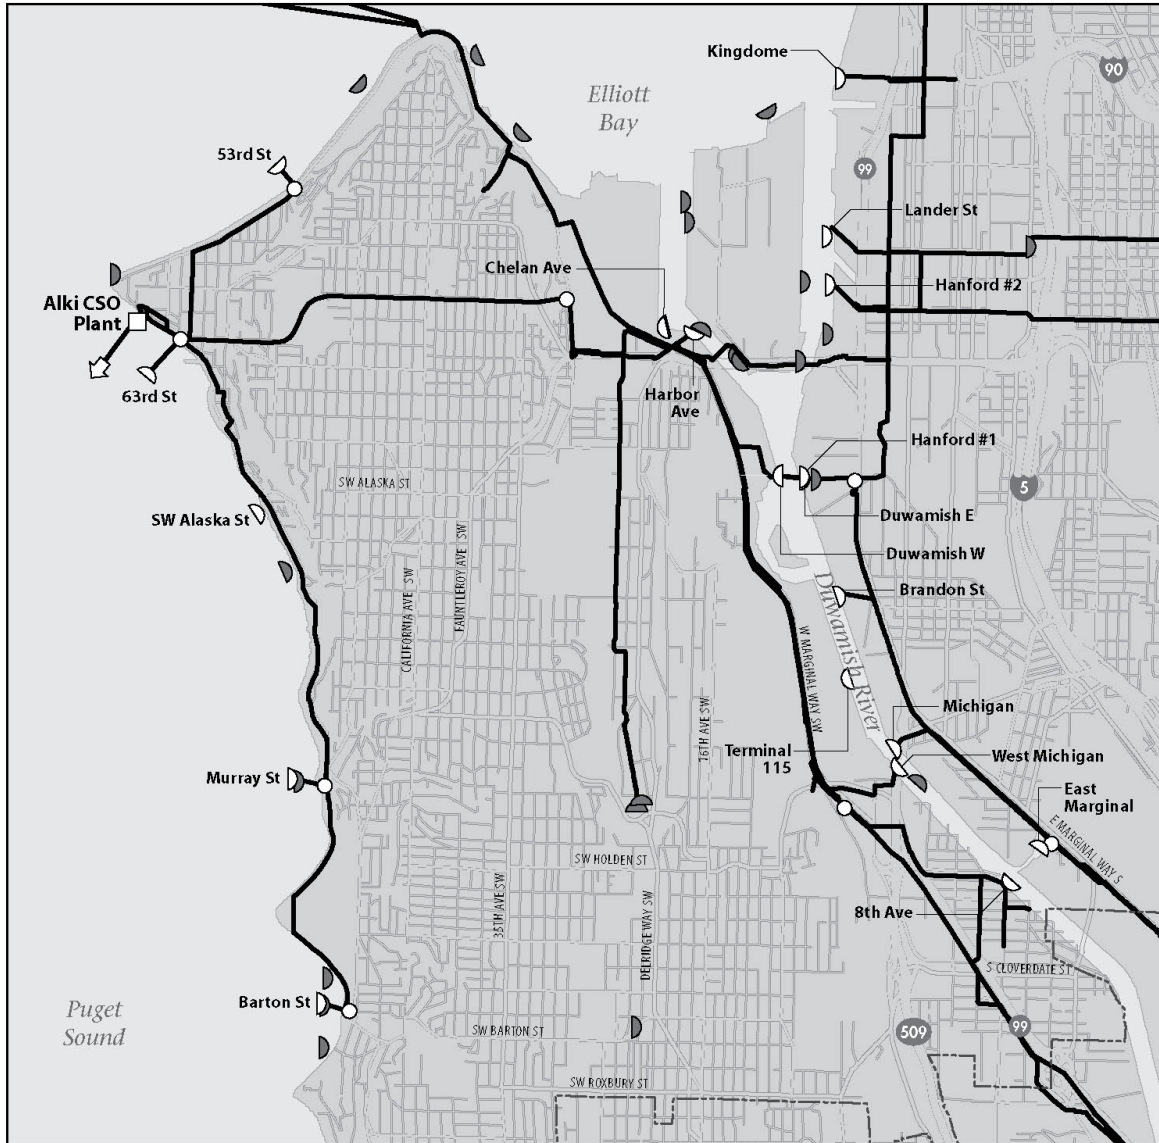 Kingdome
90
Elliott
Bay
53rd St
99
Lander St
Chelan Ave
Hanford #2
Alki CSO
Plant
63rd St
Harbor
Ave
Hanford #1
SW ALASKA ST
5
SW Alaska St
Duwamish E
Duwamish W
Brandon St
FAUNTLEROY AVE SW
CALIFORNIA AVE SW
Duwamish River
W MARGINAL WAY SW
16TH AVE SW
Michigan
Terminal
115
West Michigan
Murray St
East
Marginal
E MARGINAL WAY S
SW HOLDEN ST
35TH AVE SW
DELRIDGE WAY SW
8th Ave
S CLOVERDATE ST
Barton St
Puget
Sound
SW BARTON ST
509
99
SW ROXBURY ST